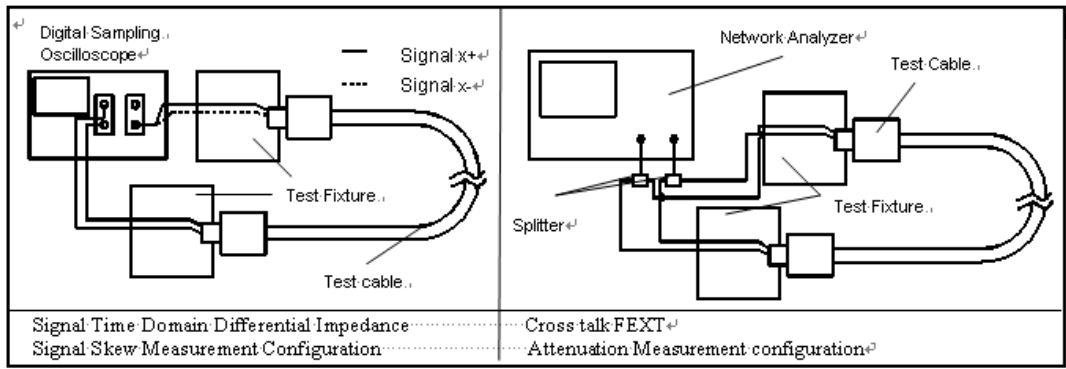 Digital Sampling
Oscilloscope
Signal x+
Signal x-
Test Fixture
Test cable
Network Analyzer
Test Cable
Splitter
Test Fixture
Signal Time Domain Differential Impedance
Signal Skew Measurement Configuration
Cross talk FEXT
Attenuation Measurement configuration